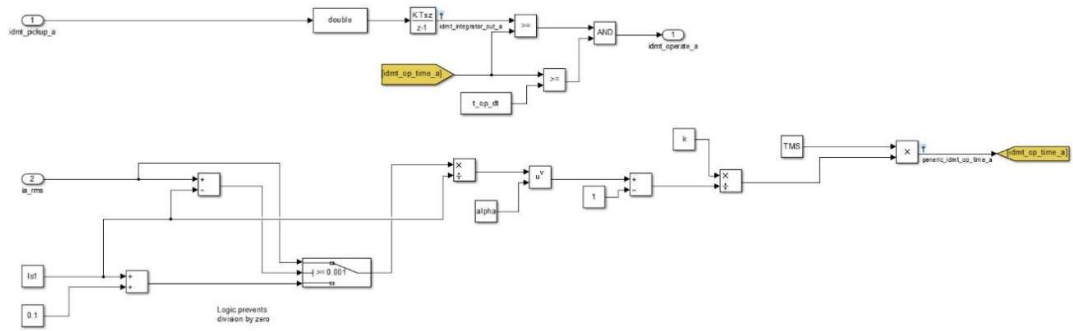 1
idmt_pickup_a
double
KTsz
z-1
idmt_integrator_out_a
>=
AND
1
idmt_operate_a
[idmt_op_time_a]
>=
t_op_dt
2
ia_rms
+
−
×
÷
u^v
alpha
+
−
1
k
×
÷
TMS
×
generic_idmt_op_time_a
[idmt_op_time_a]
Is1
0.1
+
+
>= 0.001
Logic prevents
division by zero